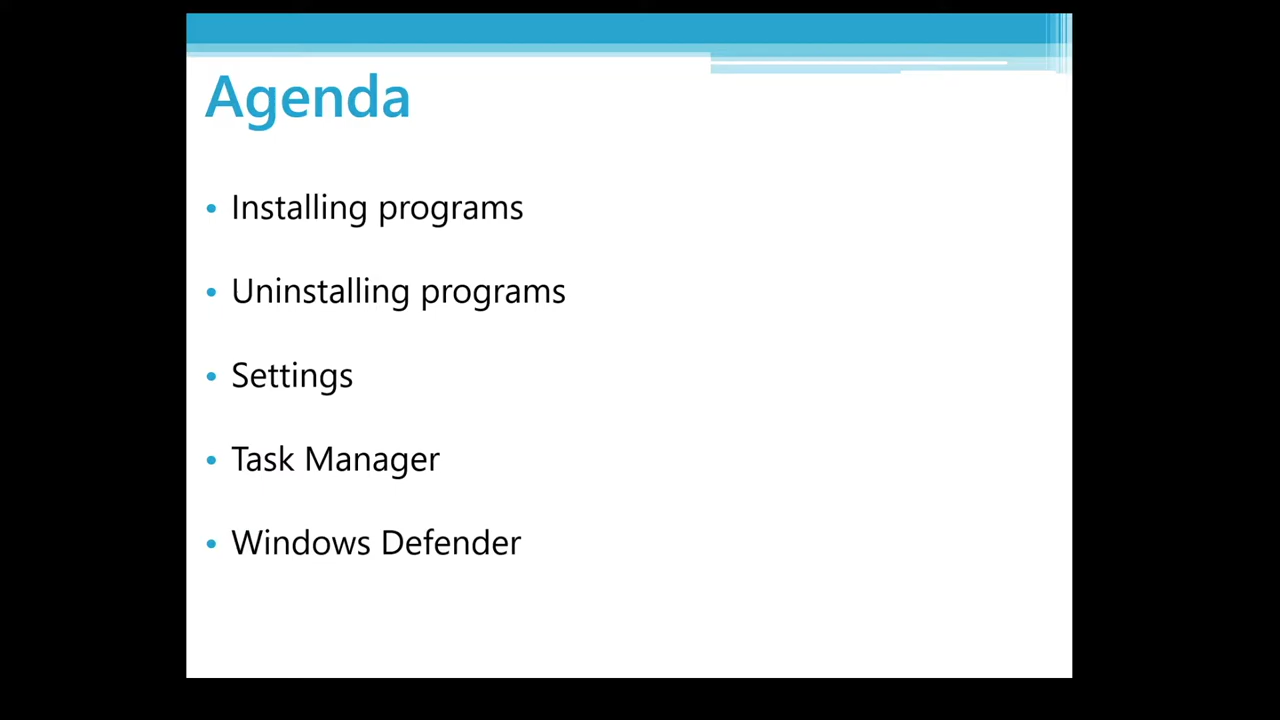 Agenda
• Installing programs
• Uninstalling programs
• Settings
• Task Manager
• Windows Defender